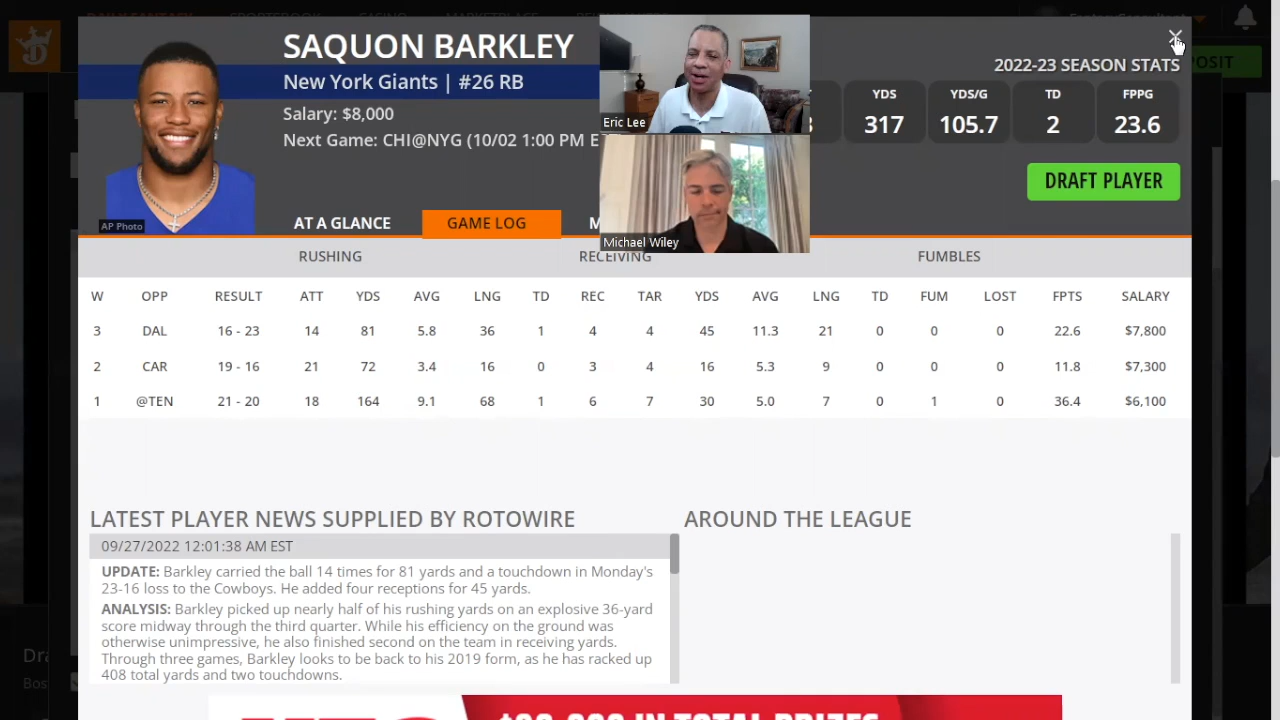 SAQUON BARKLEY
New York Giants | #26 RB
Salary: $8,000
Next Game: CHI@NYG (10/02 1:00 PM E
AP Photo
Eric Lee
Michael Wiley
2022-23 SEASON STATS
YDS YDS/G TD FPPG
317 105.7 2 23.6
DRAFT PLAYER
AT A GLANCE GAME LOG M
RUSHING RECEIVING FUMBLES
W OPP RESULT ATT YDS AVG LNG TD REC TAR YDS AVG LNG TD FUM LOST FPTS SALARY
3 DAL 16 - 23 14 81 5.8 36 1 4 4 45 11.3 21 0 0 0 22.6 $7,800
2 CAR 19 - 16 21 72 3.4 16 0 3 4 16 5.3 9 0 0 0 11.8 $7,300
1 @TEN 21 - 20 18 164 9.1 68 1 6 7 30 5.0 7 0 1 0 36.4 $6,100
LATEST PLAYER NEWS SUPPLIED BY ROTOWIRE
09/27/2022 12:01:38 AM EST
UPDATE: Barkley carried the ball 14 times for 81 yards and a touchdown in Monday's
23-16 loss to the Cowboys. He added four receptions for 45 yards.
ANALYSIS: Barkley picked up nearly half of his rushing yards on an explosive 36-yard
score midway through the third quarter. While his efficiency on the ground was
otherwise unimpressive, he also finished second on the team in receiving yards.
Through three games, Barkley looks to be back to his 2019 form, as he has racked up
408 total yards and two touchdowns.
AROUND THE LEAGUE
IN TOTAL PRIZES